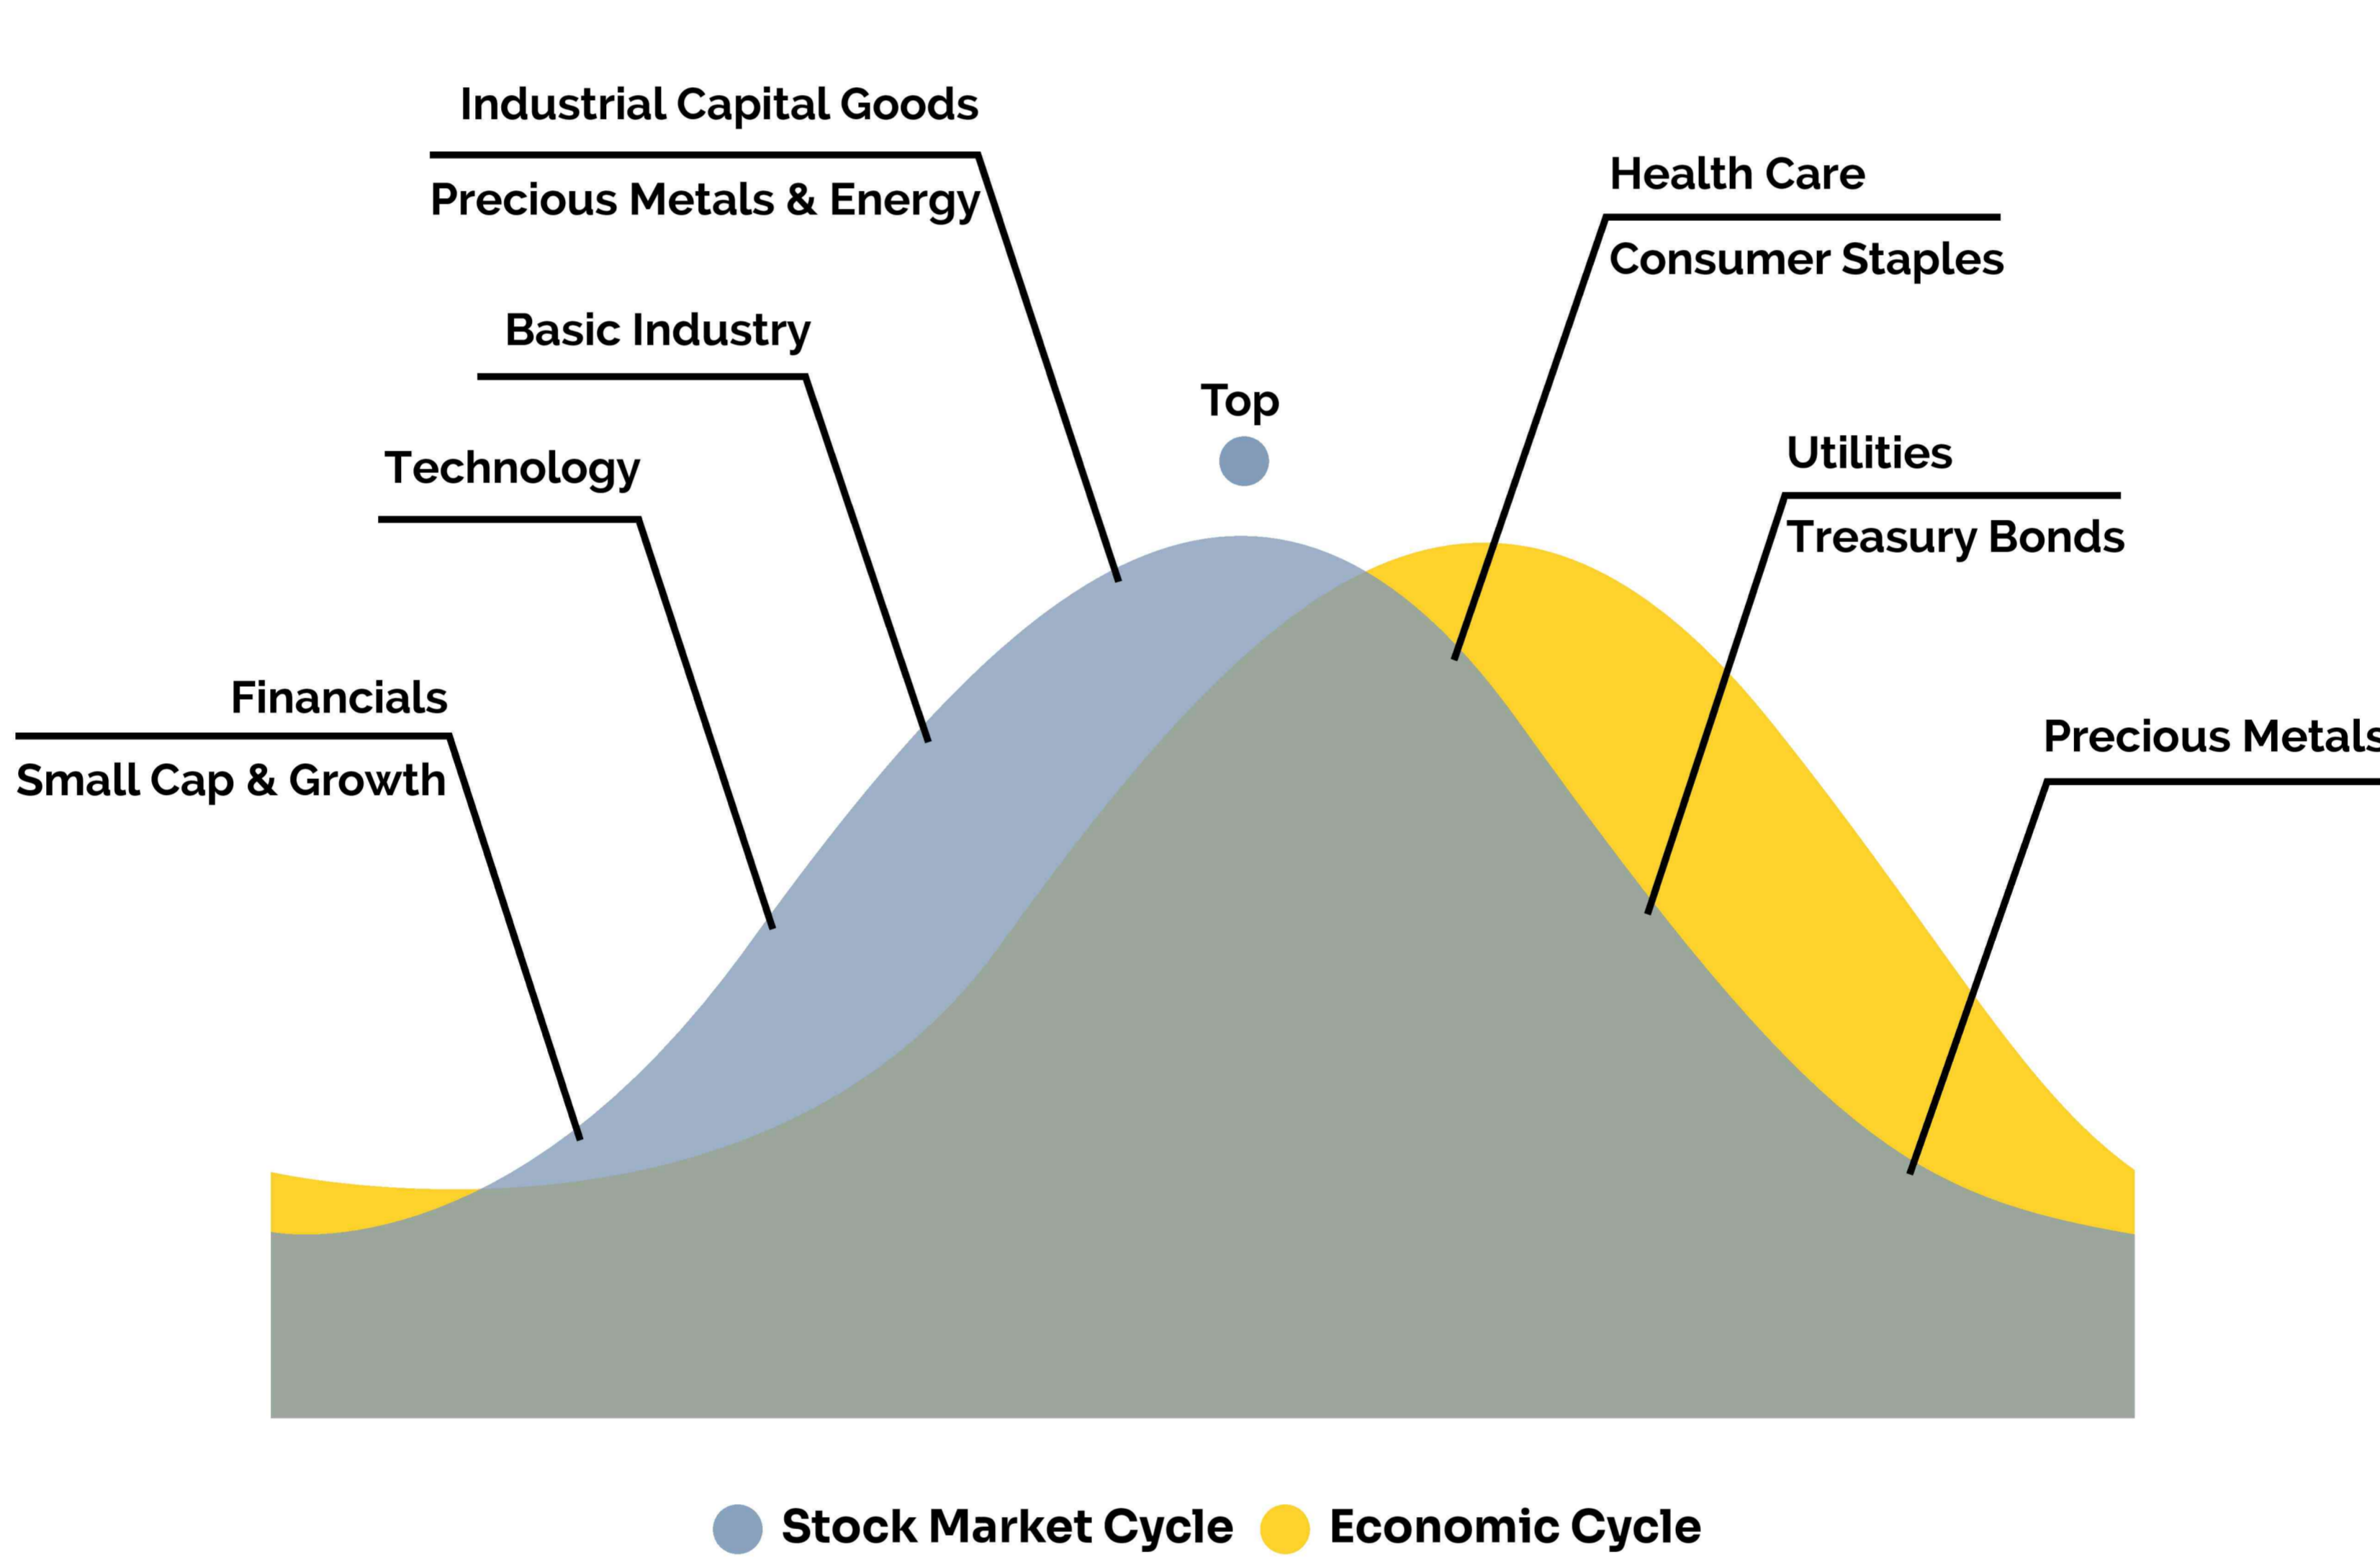 Industrial Capital Goods
Precious Metals & Energy
Health Care
Consumer Staples
Basic Industry
Top
Technology
Utilities
Treasury Bonds
Financials
Small Cap & Growth
Precious Metals
Stock Market Cycle
Economic Cycle